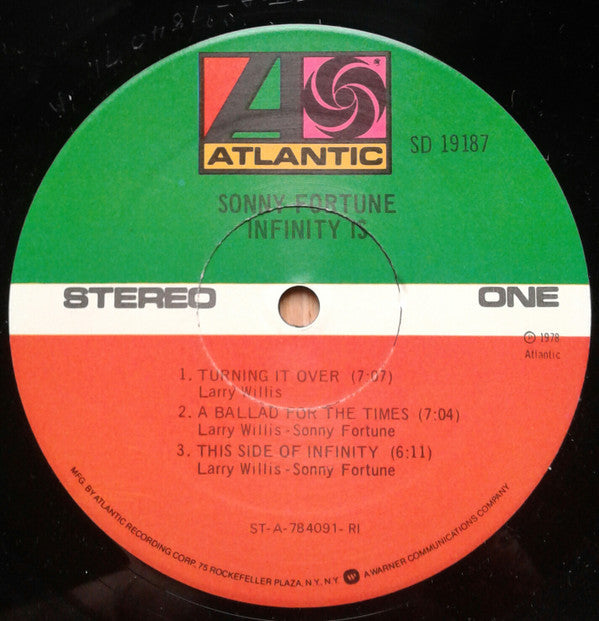 ATLANTIC
SD 19187
SONNY FORTUNE
INFINITY IS
STEREO
ONE
℗ 1978
Atlantic
1. TURNING IT OVER (7:07)
Larry Willis
2. A BALLAD FOR THE TIMES (7:04)
Larry Willis - Sonny Fortune
3. THIS SIDE OF INFINITY (6:11)
Larry Willis - Sonny Fortune
ST-A-784091-RI
MFG. BY ATLANTIC RECORDING CORP. 75 ROCKEFELLER PLAZA, N.Y. N.Y. W A WARNER COMMUNICATIONS COMPANY